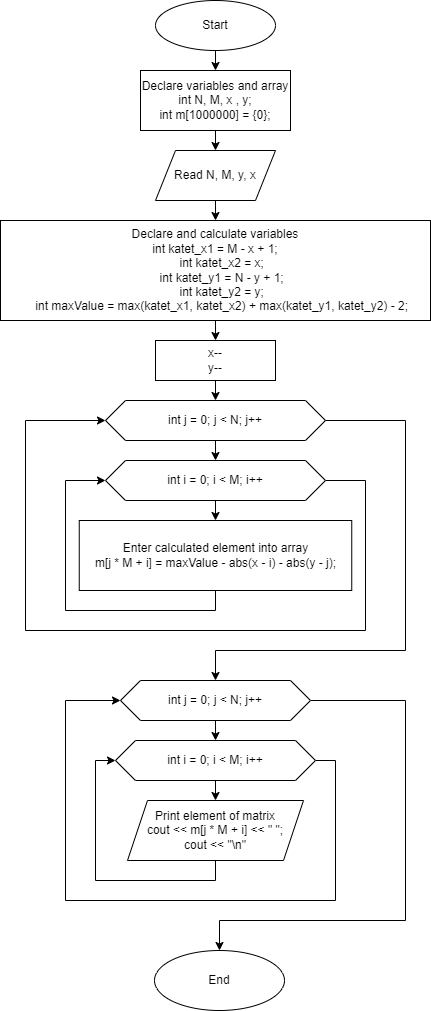 Start
Declare variables and array
int N, M, x , y;
int m[1000000] = {0};
Read N, M, y, x
Declare and calculate variables
int katet_x1 = M - x + 1;
int katet_x2 = x;
int katet_y1 = N - y + 1;
int katet_y2 = y;
int maxValue = max(katet_x1, katet_x2) + max(katet_y1, katet_y2) - 2;
x--
y--
int j = 0; j < N; j++
int i = 0; i < M; i++
Enter calculated element into array
m[j * M + i] = maxValue - abs(x - i) - abs(y - j);
int j = 0; j < N; j++
int i = 0; i < M; i++
Print element of matrix
cout << m[j * M + i] << " ";
cout << "\n"
End